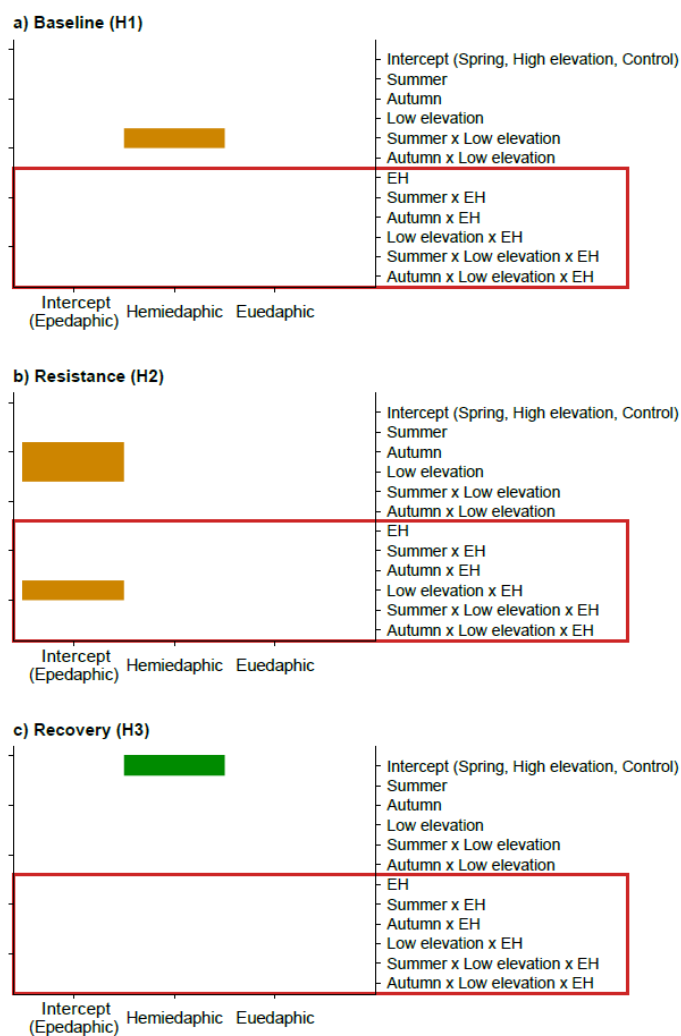 a) Baseline (H1)
Intercept (Spring, High elevation, Control)
Summer
Autumn
Low elevation
Summer x Low elevation
Autumn x Low elevation
EH
Summer x EH
Autumn x EH
Low elevation x EH
Summer x Low elevation x EH
Autumn x Low elevation x EH
Intercept
(Epedaphic)
Hemiedaphic
Euedaphic
b) Resistance (H2)
Intercept (Spring, High elevation, Control)
Summer
Autumn
Low elevation
Summer x Low elevation
Autumn x Low elevation
EH
Summer x EH
Autumn x EH
Low elevation x EH
Summer x Low elevation x EH
Autumn x Low elevation x EH
Intercept
(Epedaphic)
Hemiedaphic
Euedaphic
c) Recovery (H3)
Intercept (Spring, High elevation, Control)
Summer
Autumn
Low elevation
Summer x Low elevation
Autumn x Low elevation
EH
Summer x EH
Autumn x EH
Low elevation x EH
Summer x Low elevation x EH
Autumn x Low elevation x EH
Intercept
(Epedaphic)
Hemiedaphic
Euedaphic